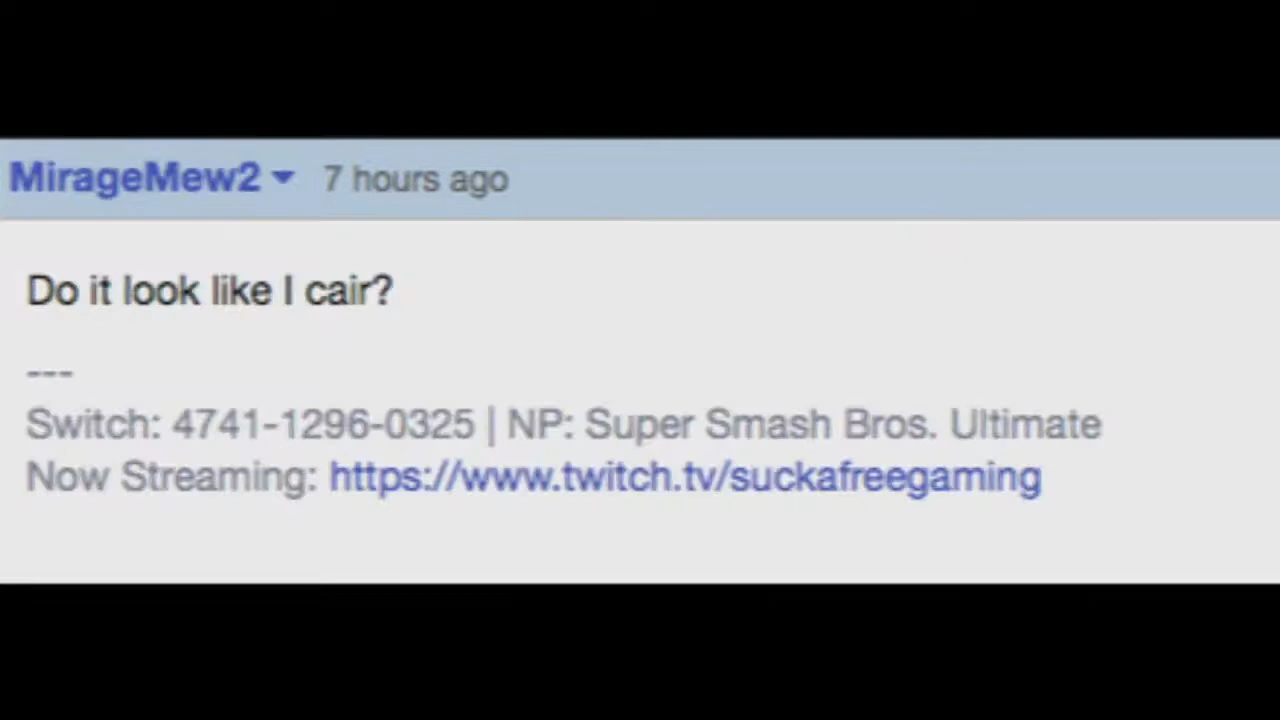 MirageMew2 7 hours ago
Do it look like I cair?
---
Switch: 4741-1296-0325 | NP: Super Smash Bros. Ultimate
Now Streaming: https://www.twitch.tv/suckafreegaming